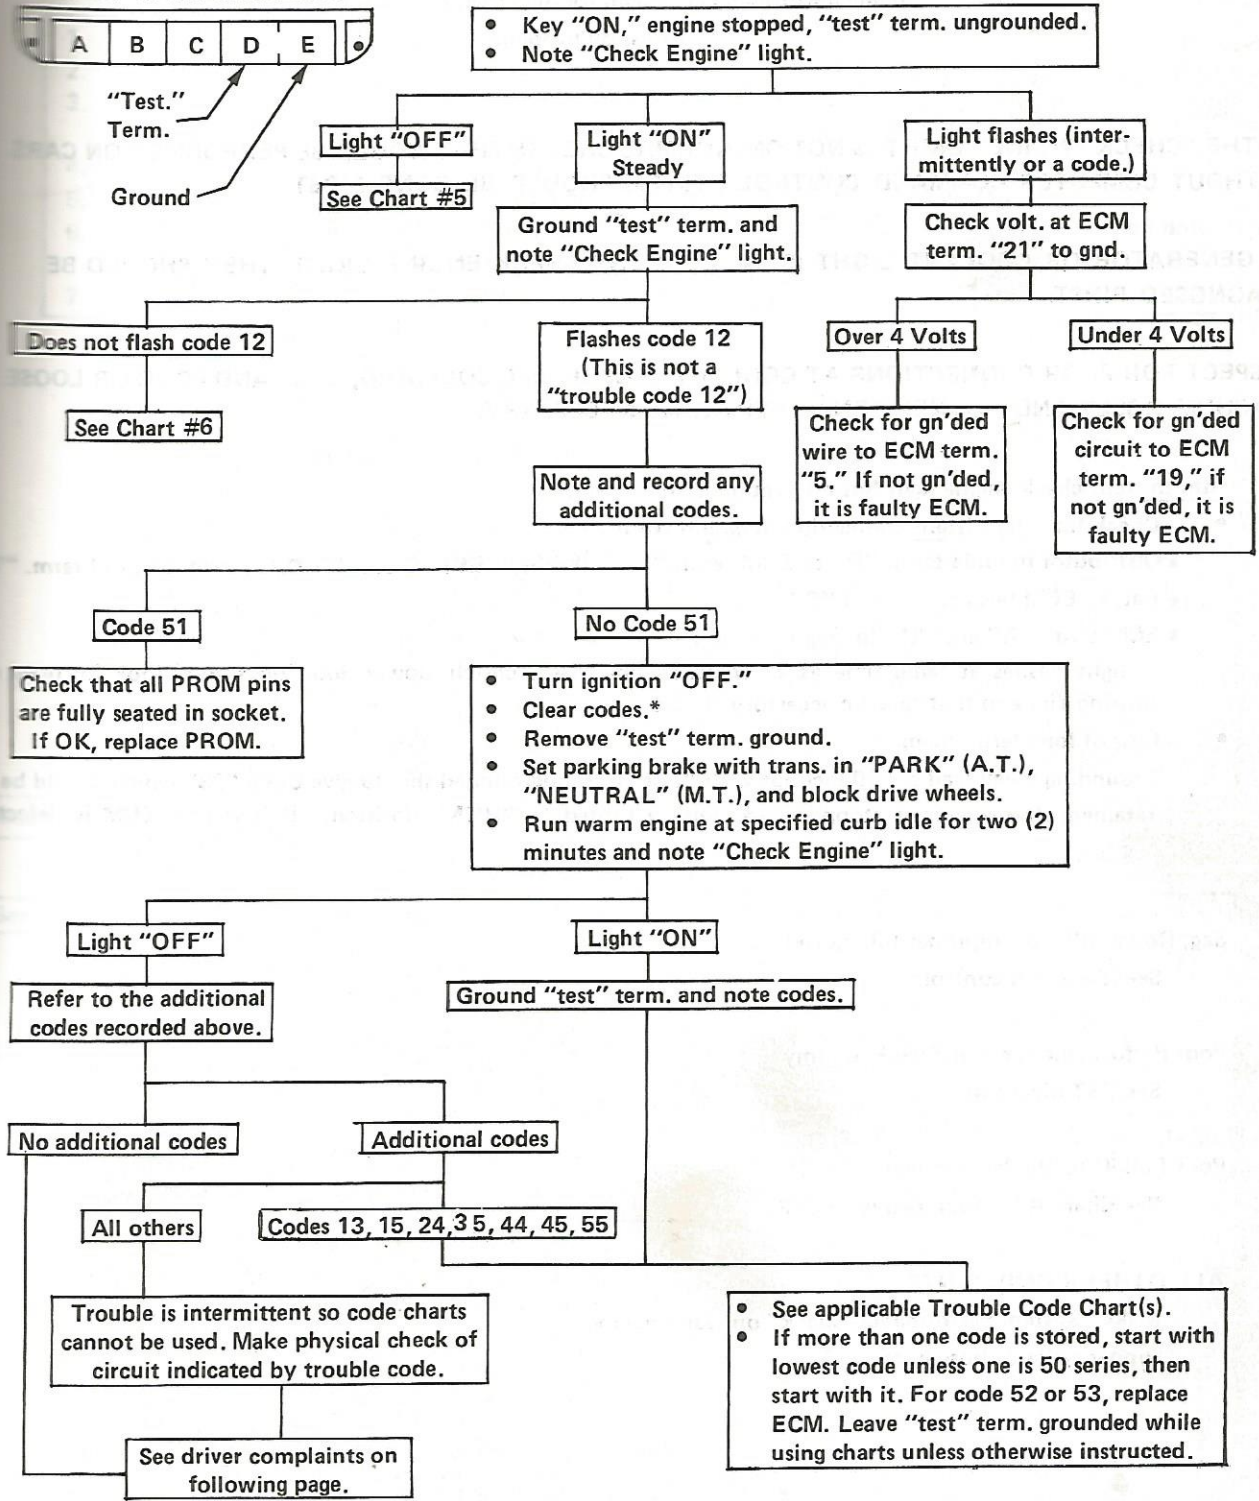 A B C D E
"Test."
Term.
Ground
• Key "ON," engine stopped, "test" term. ungrounded.
• Note "Check Engine" light.
Light "OFF"
See Chart #5
Light "ON"
Steady
Light flashes (inter-
mittently or a code.)
Ground "test" term. and
note "Check Engine" light.
Check volt. at ECM
term. "21" to gnd.
Does not flash code 12
See Chart #6
Flashes code 12
(This is not a
"trouble code 12")
Over 4 Volts
Under 4 Volts
Check for gn'ded
wire to ECM term.
"5." If not gn'ded,
it is faulty ECM.
Check for gn'ded
circuit to ECM
term. "19," if
not gn'ded, it is
faulty ECM.
Note and record any
additional codes.
Code 51
No Code 51
Check that all PROM pins
are fully seated in socket.
If OK, replace PROM.
• Turn ignition "OFF."
• Clear codes.*
• Remove "test" term. ground.
• Set parking brake with trans. in "PARK" (A.T.),
"NEUTRAL" (M.T.), and block drive wheels.
• Run warm engine at specified curb idle for two (2)
minutes and note "Check Engine" light.
Light "OFF"
Light "ON"
Refer to the additional
codes recorded above.
Ground "test" term. and note codes.
No additional codes
Additional codes
All others
Codes 13, 15, 24,3 5, 44, 45, 55
Trouble is intermittent so code charts
cannot be used. Make physical check of
circuit indicated by trouble code.
See driver complaints on
following page.
• See applicable Trouble Code Chart(s).
• If more than one code is stored, start with
lowest code unless one is 50 series, then
start with it. For code 52 or 53, replace
ECM. Leave "test" term. grounded while
using charts unless otherwise instructed.